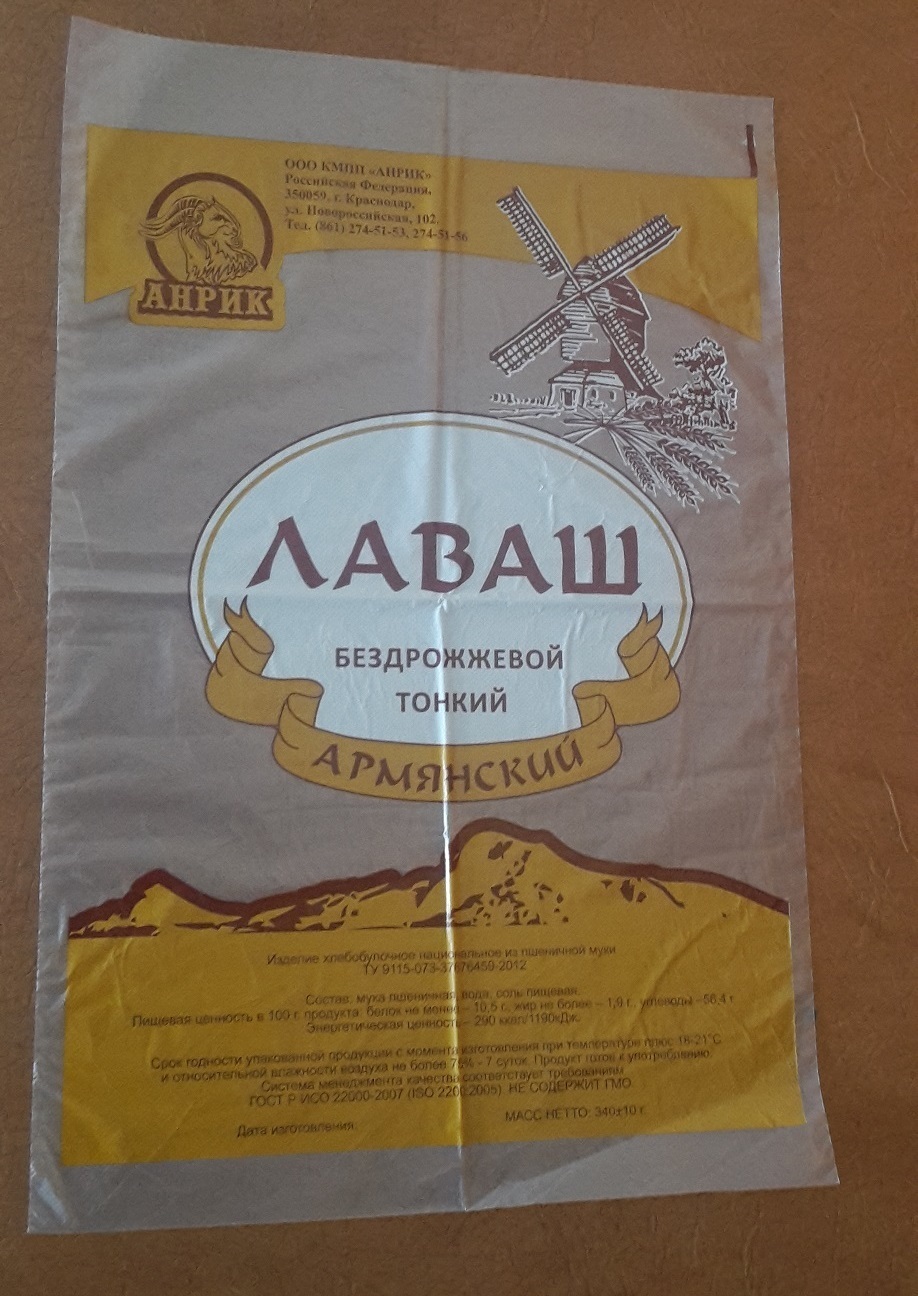 ООО КМПП «АНРИК»
Российская Федерация,
350059, г. Краснодар,
ул. Новороссийская, 102.
Тел. (861) 274-51-53, 274-51-56
АНРИК
ЛАВАШ
БЕЗДРОЖЖЕВОЙ
ТОНКИЙ
АРМЯНСКИЙ
Изделие хлебобулочное национальное из пшеничной муки
ТУ 9115-073-37676459-2012
Состав: мука пшеничная, вода, соль пищевая.
Пищевая ценность в 100 г. продукта: белок не менее – 10,5 г., жир не более – 1,9 г., углеводы -56,4 г
Энергетическая ценность – 290 ккал/1190кДж.
Срок годности упакованной продукции с момента изготовления при температуре плюс 18-21°С
и относительной влажности воздуха не более % - 7 суток. Продукт готов к употреблению.
Система менеджмента качества соответствует требованиям
ГОСТ Р ИСО 22000-2007 (ISO 2200:2005). НЕ СОДЕРЖИТ ГМО.
МАСС НЕТТО: 340±10 г.
Дата изготовления